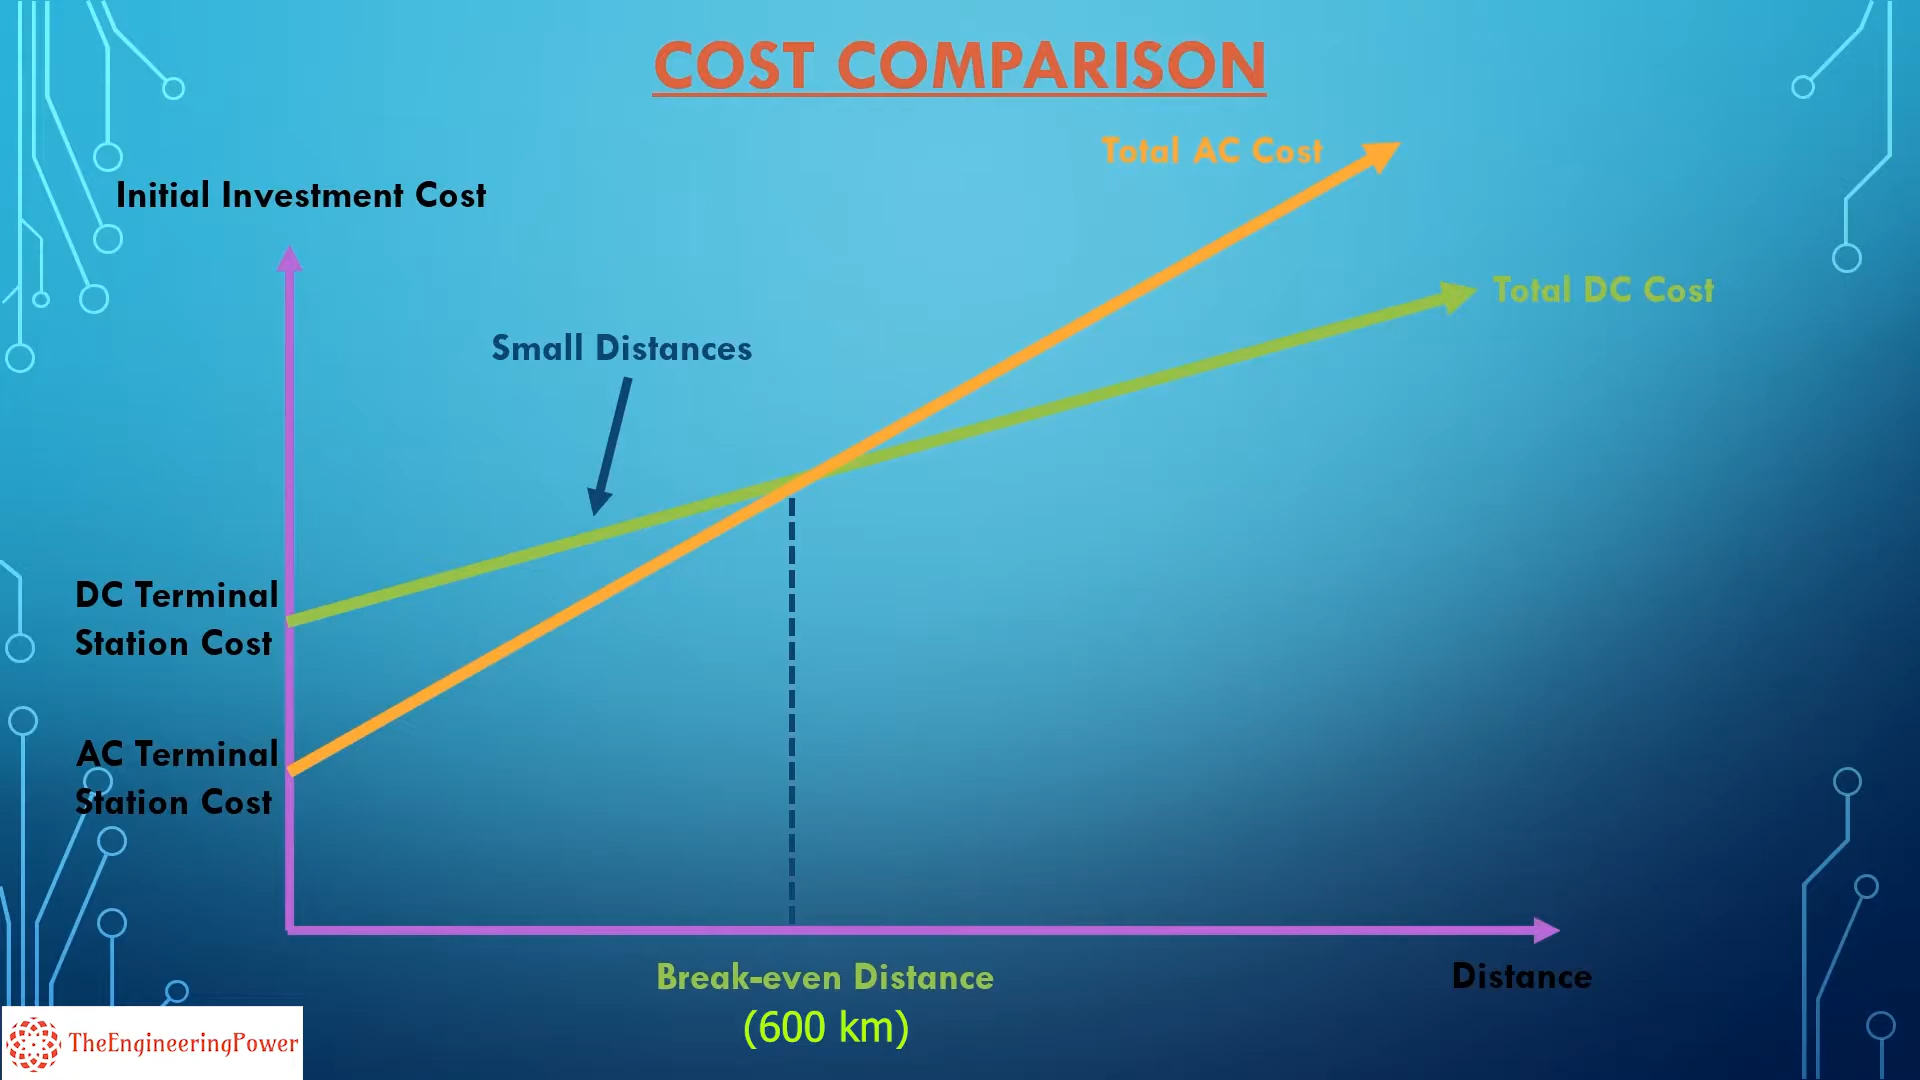 COST COMPARISON
Total AC Cost
Initial Investment Cost
Total DC Cost
Small Distances
DC Terminal
Station Cost
AC Terminal
Station Cost
Break-even Distance
(600 km)
Distance
TheEngineeringPower